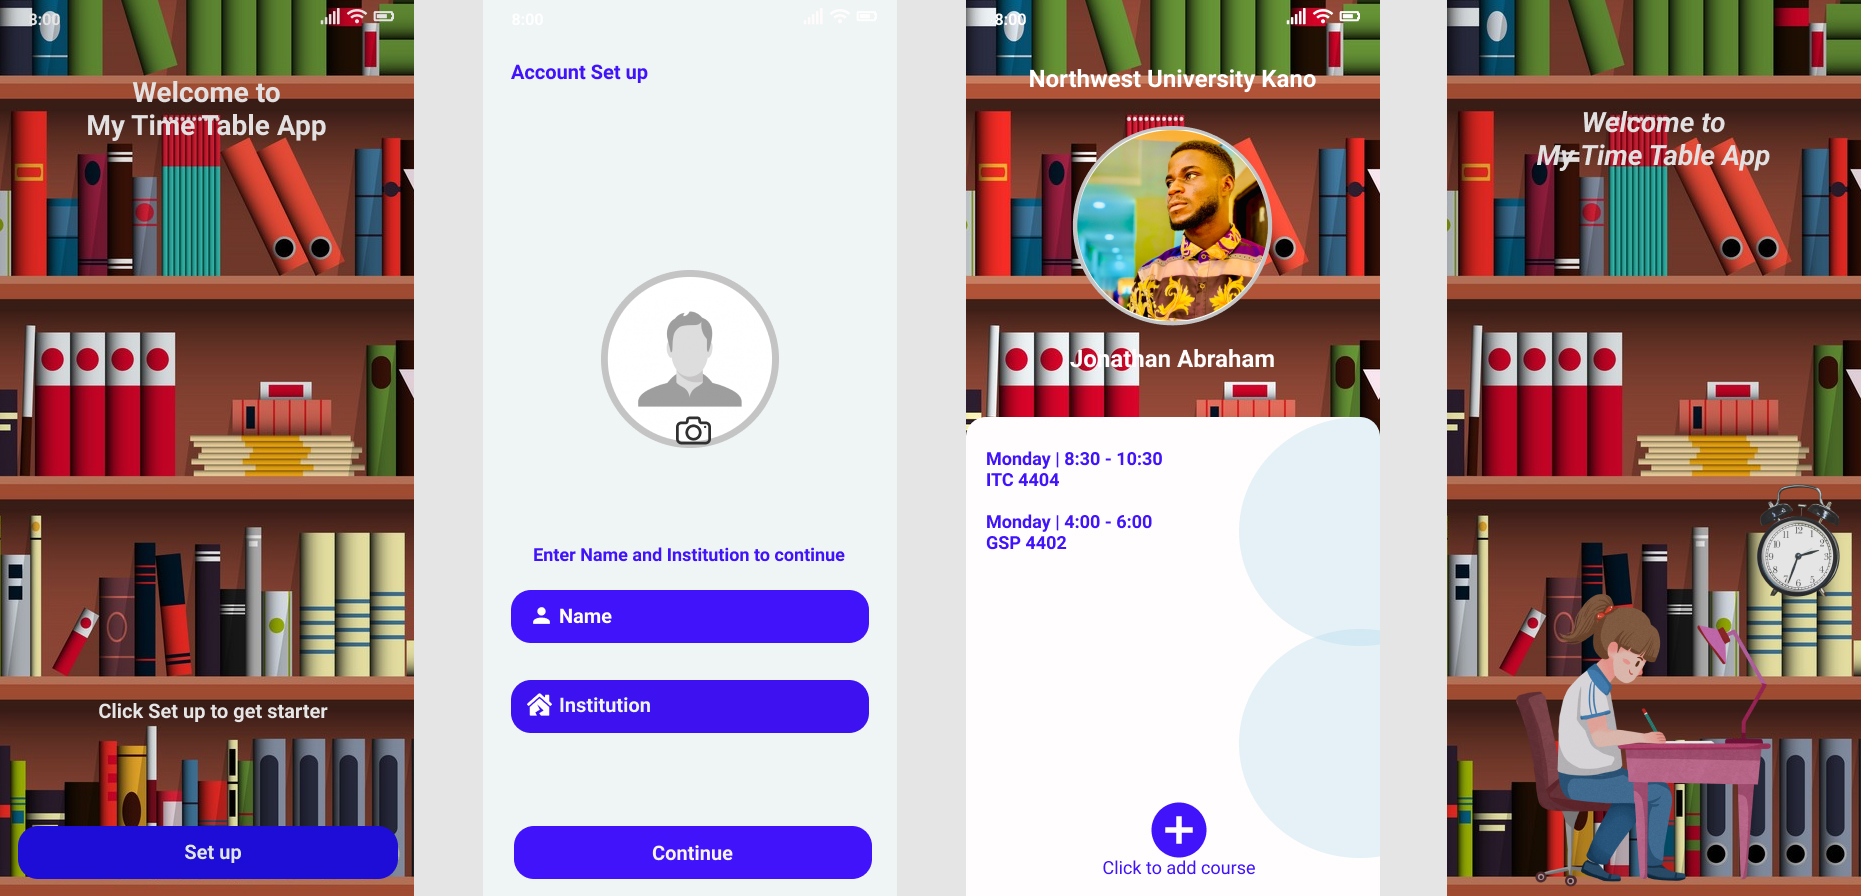 8:00
Welcome to
My Time Table App
Click Set up to get starter
Set up
8:00
Account Set up
Enter Name and Institution to continue
Name
Institution
Continue
8:00
Northwest University Kano
Jonathan Abraham
Monday | 8:30 - 10:30
ITC 4404
Monday | 4:00 - 6:00
GSP 4402
Click to add course
Welcome to
My Time Table App